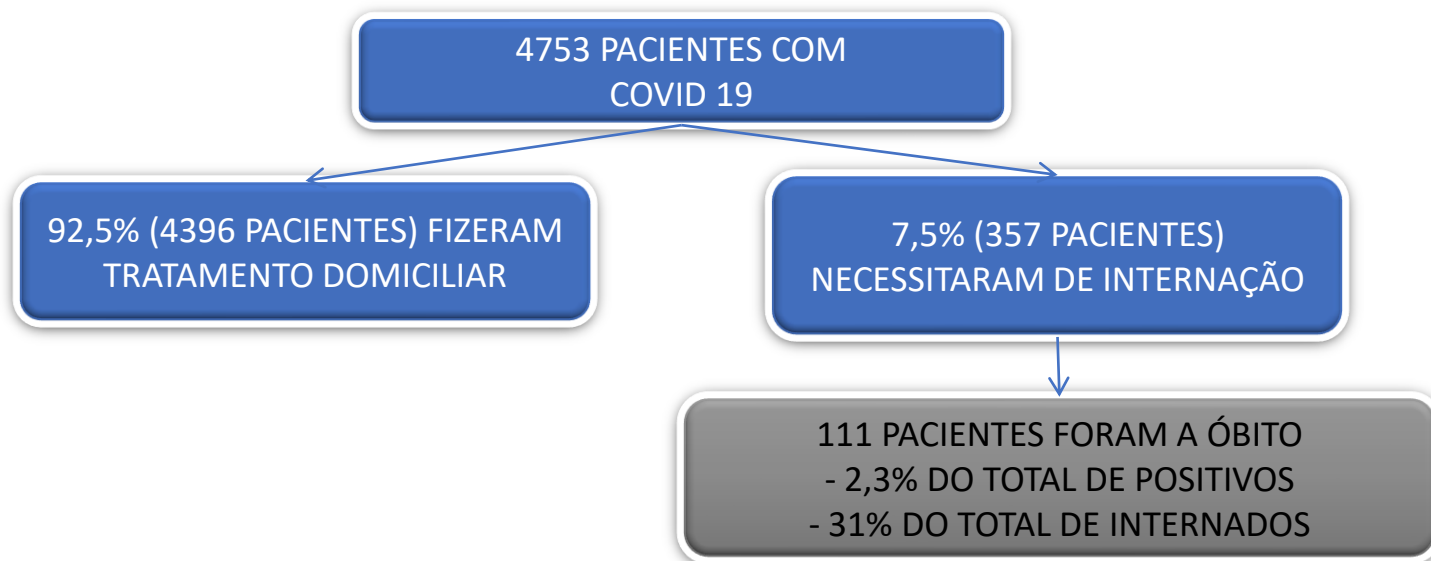 4753 PACIENTES COM
COVID 19
92,5% (4396 PACIENTES) FIZERAM
TRATAMENTO DOMICILIAR
7,5% (357 PACIENTES)
NECESSITARAM DE INTERNAÇÃO
111 PACIENTES FORAM A ÓBITO
- 2,3% DO TOTAL DE POSITIVOS
- 31% DO TOTAL DE INTERNADOS